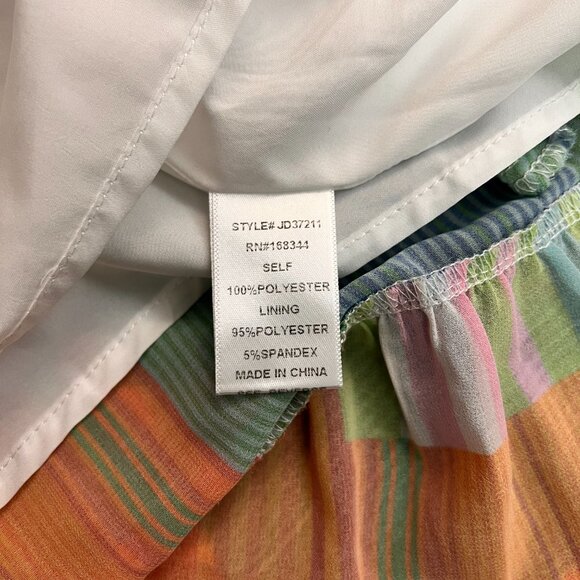 STYLE# JD37211
RN#168344
SELF
100%POLYESTER
LINING
95%POLYESTER
5%SPANDEX
MADE IN CHINA